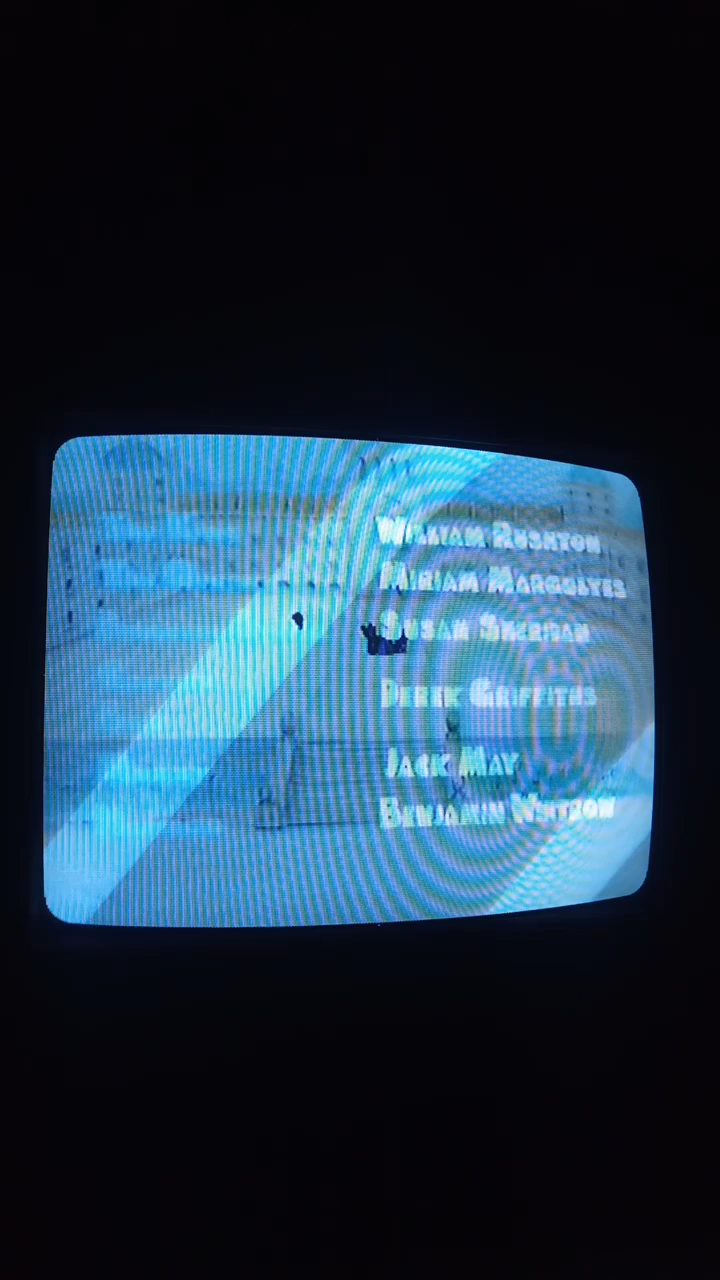 WILLIAM RUSHTON
MIRIAM MARGOLYES
SUSAN SHERIDAN
DEREK GRIFFITHS
JACK MAY
BENJAMIN WHITROW